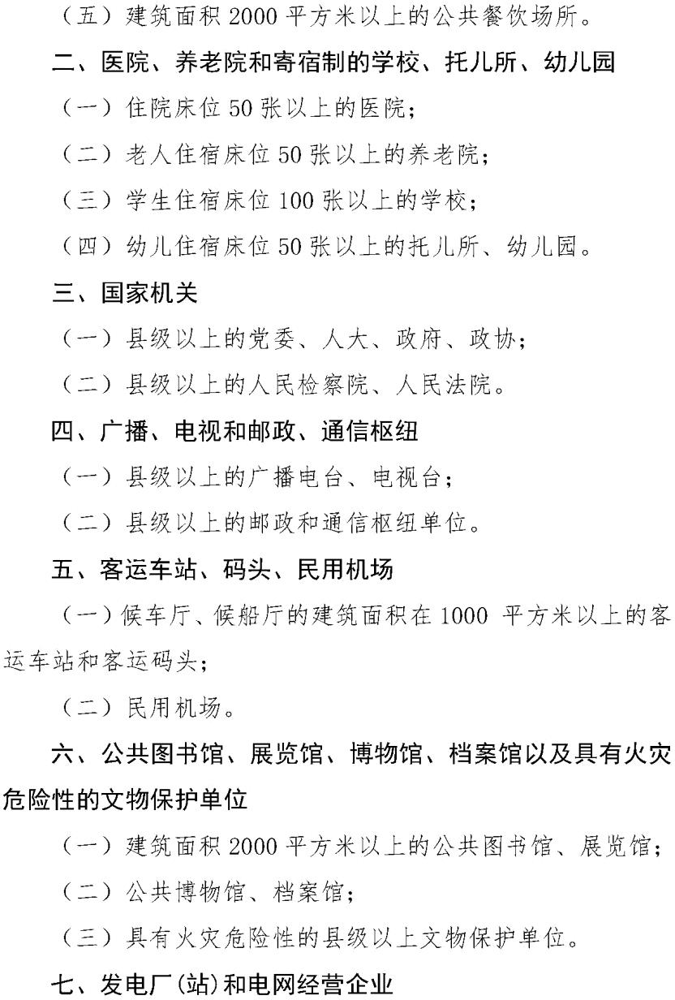 （五）建筑面积 2000 平方米以上的公共餐饮场所。
二、医院、养老院和寄宿制的学校、托儿所、幼儿园
（一）住院床位 50 张以上的医院；
（二）老人住宿床位 50 张以上的养老院；
（三）学生住宿床位 100 张以上的学校；
（四）幼儿住宿床位 50 张以上的托儿所、幼儿园。
三、国家机关
（一）县级以上的党委、人大、政府、政协；
（二）县级以上的人民检察院、人民法院。
四、广播、电视和邮政、通信枢纽
（一）县级以上的广播电台、电视台；
（二）县级以上的邮政和通信枢纽单位。
五、客运车站、码头、民用机场
（一）候车厅、候船厅的建筑面积在 1000 平方米以上的客
运车站和客运码头；
（二）民用机场。
六、公共图书馆、展览馆、博物馆、档案馆以及具有火灾
危险性的文物保护单位
（一）建筑面积 2000 平方米以上的公共图书馆、展览馆；
（二）公共博物馆、档案馆；
（三）具有火灾危险性的县级以上文物保护单位。
七、发电厂(站)和电网经营企业